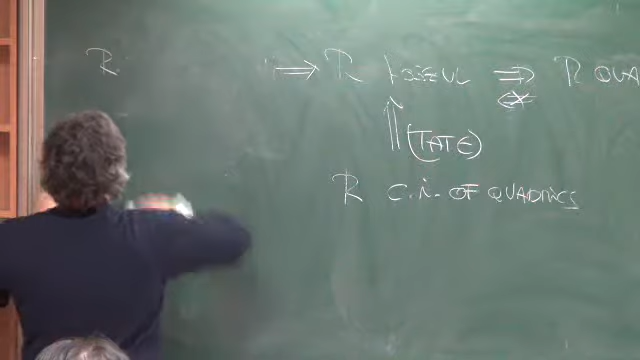 R ⟹ R KOSZUL ⟹ R QUA
⇍
⇑ (TATE)
R C.I. OF QUADRICS